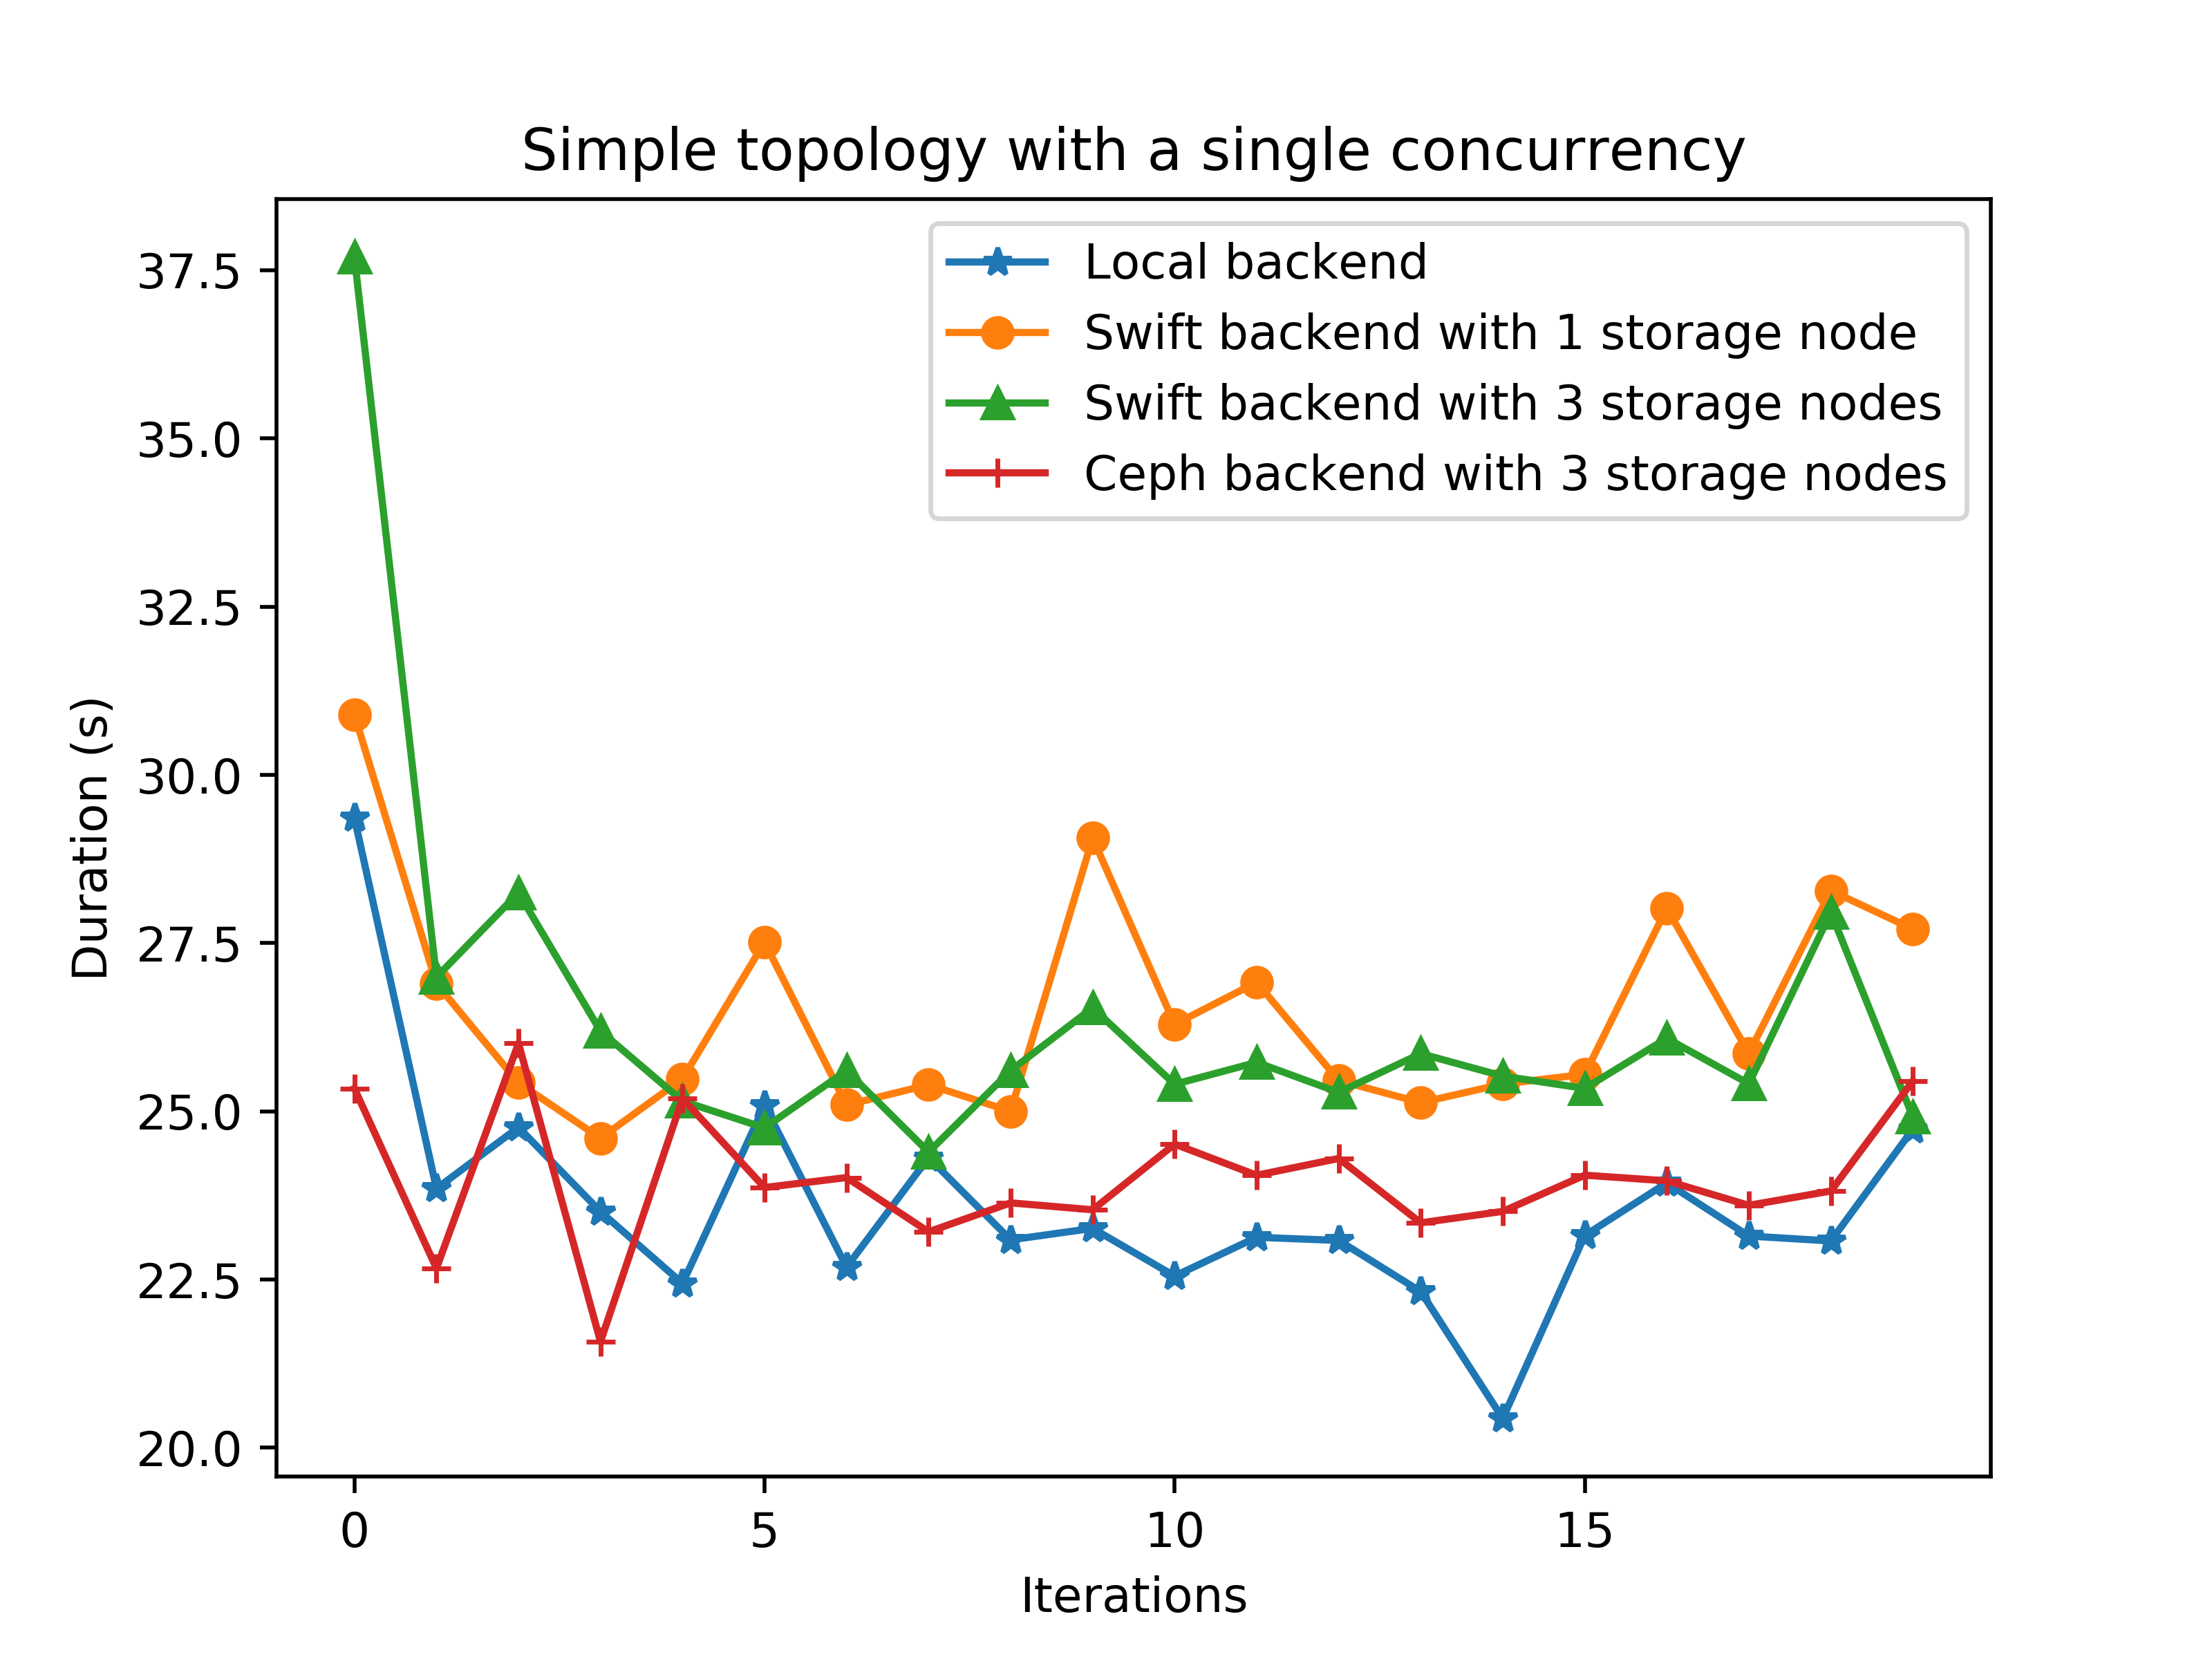 Simple topology with a single concurrency
Local backend
Swift backend with 1 storage node
Swift backend with 3 storage nodes
Ceph backend with 3 storage nodes
37.5
35.0
32.5
30.0
27.5
25.0
22.5
20.0
Duration (s)
0 5 10 15
Iterations